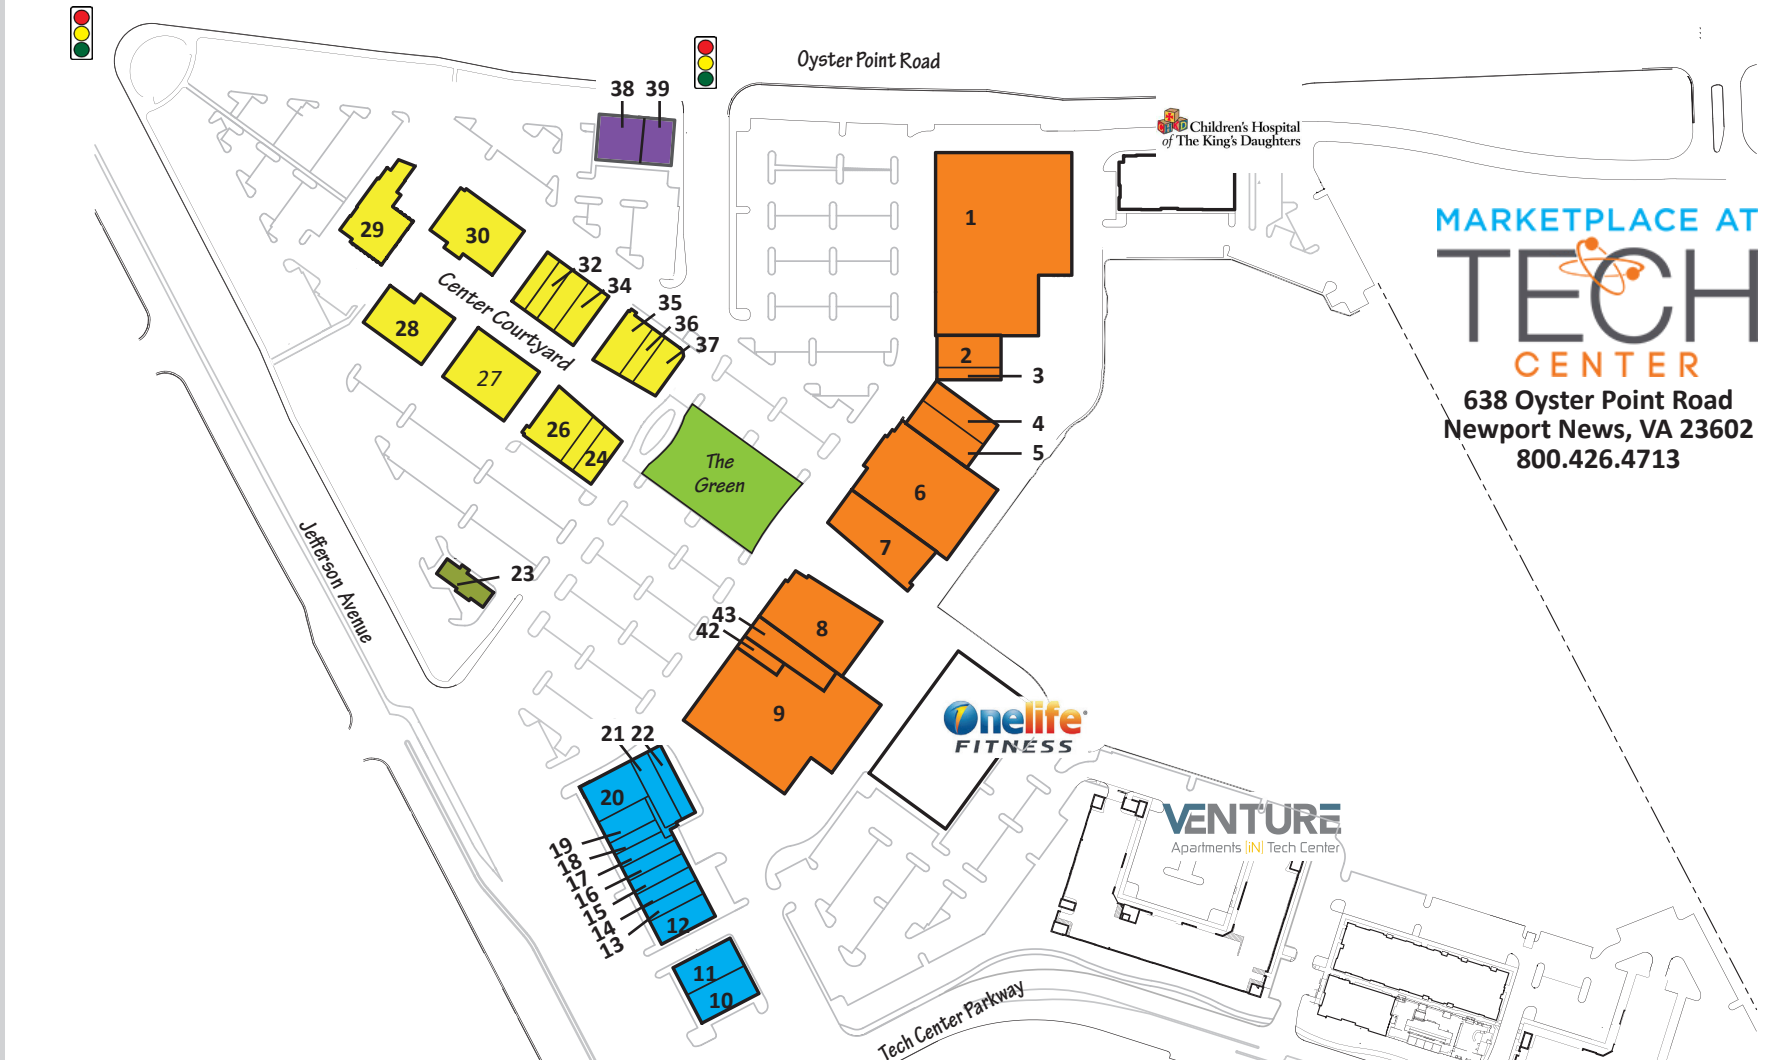 Oyster Point Road
38 39
Children's Hospital
of The King's Daughters
1
29
30
32
34
35
36
37
Center Courtyard
28
27
26
24
2
3
4
5
6
7
The
Green
MARKETPLACE AT
TECH
CENTER
638 Oyster Point Road
Newport News, VA 23602
800.426.4713
Jefferson Avenue
23
43
42
8
9
Onelife
FITNESS
21 22
20
19
18
17
16
15
14
13
12
11
10
VENTURE
Apartments [iN] Tech Center
Tech Center Parkway